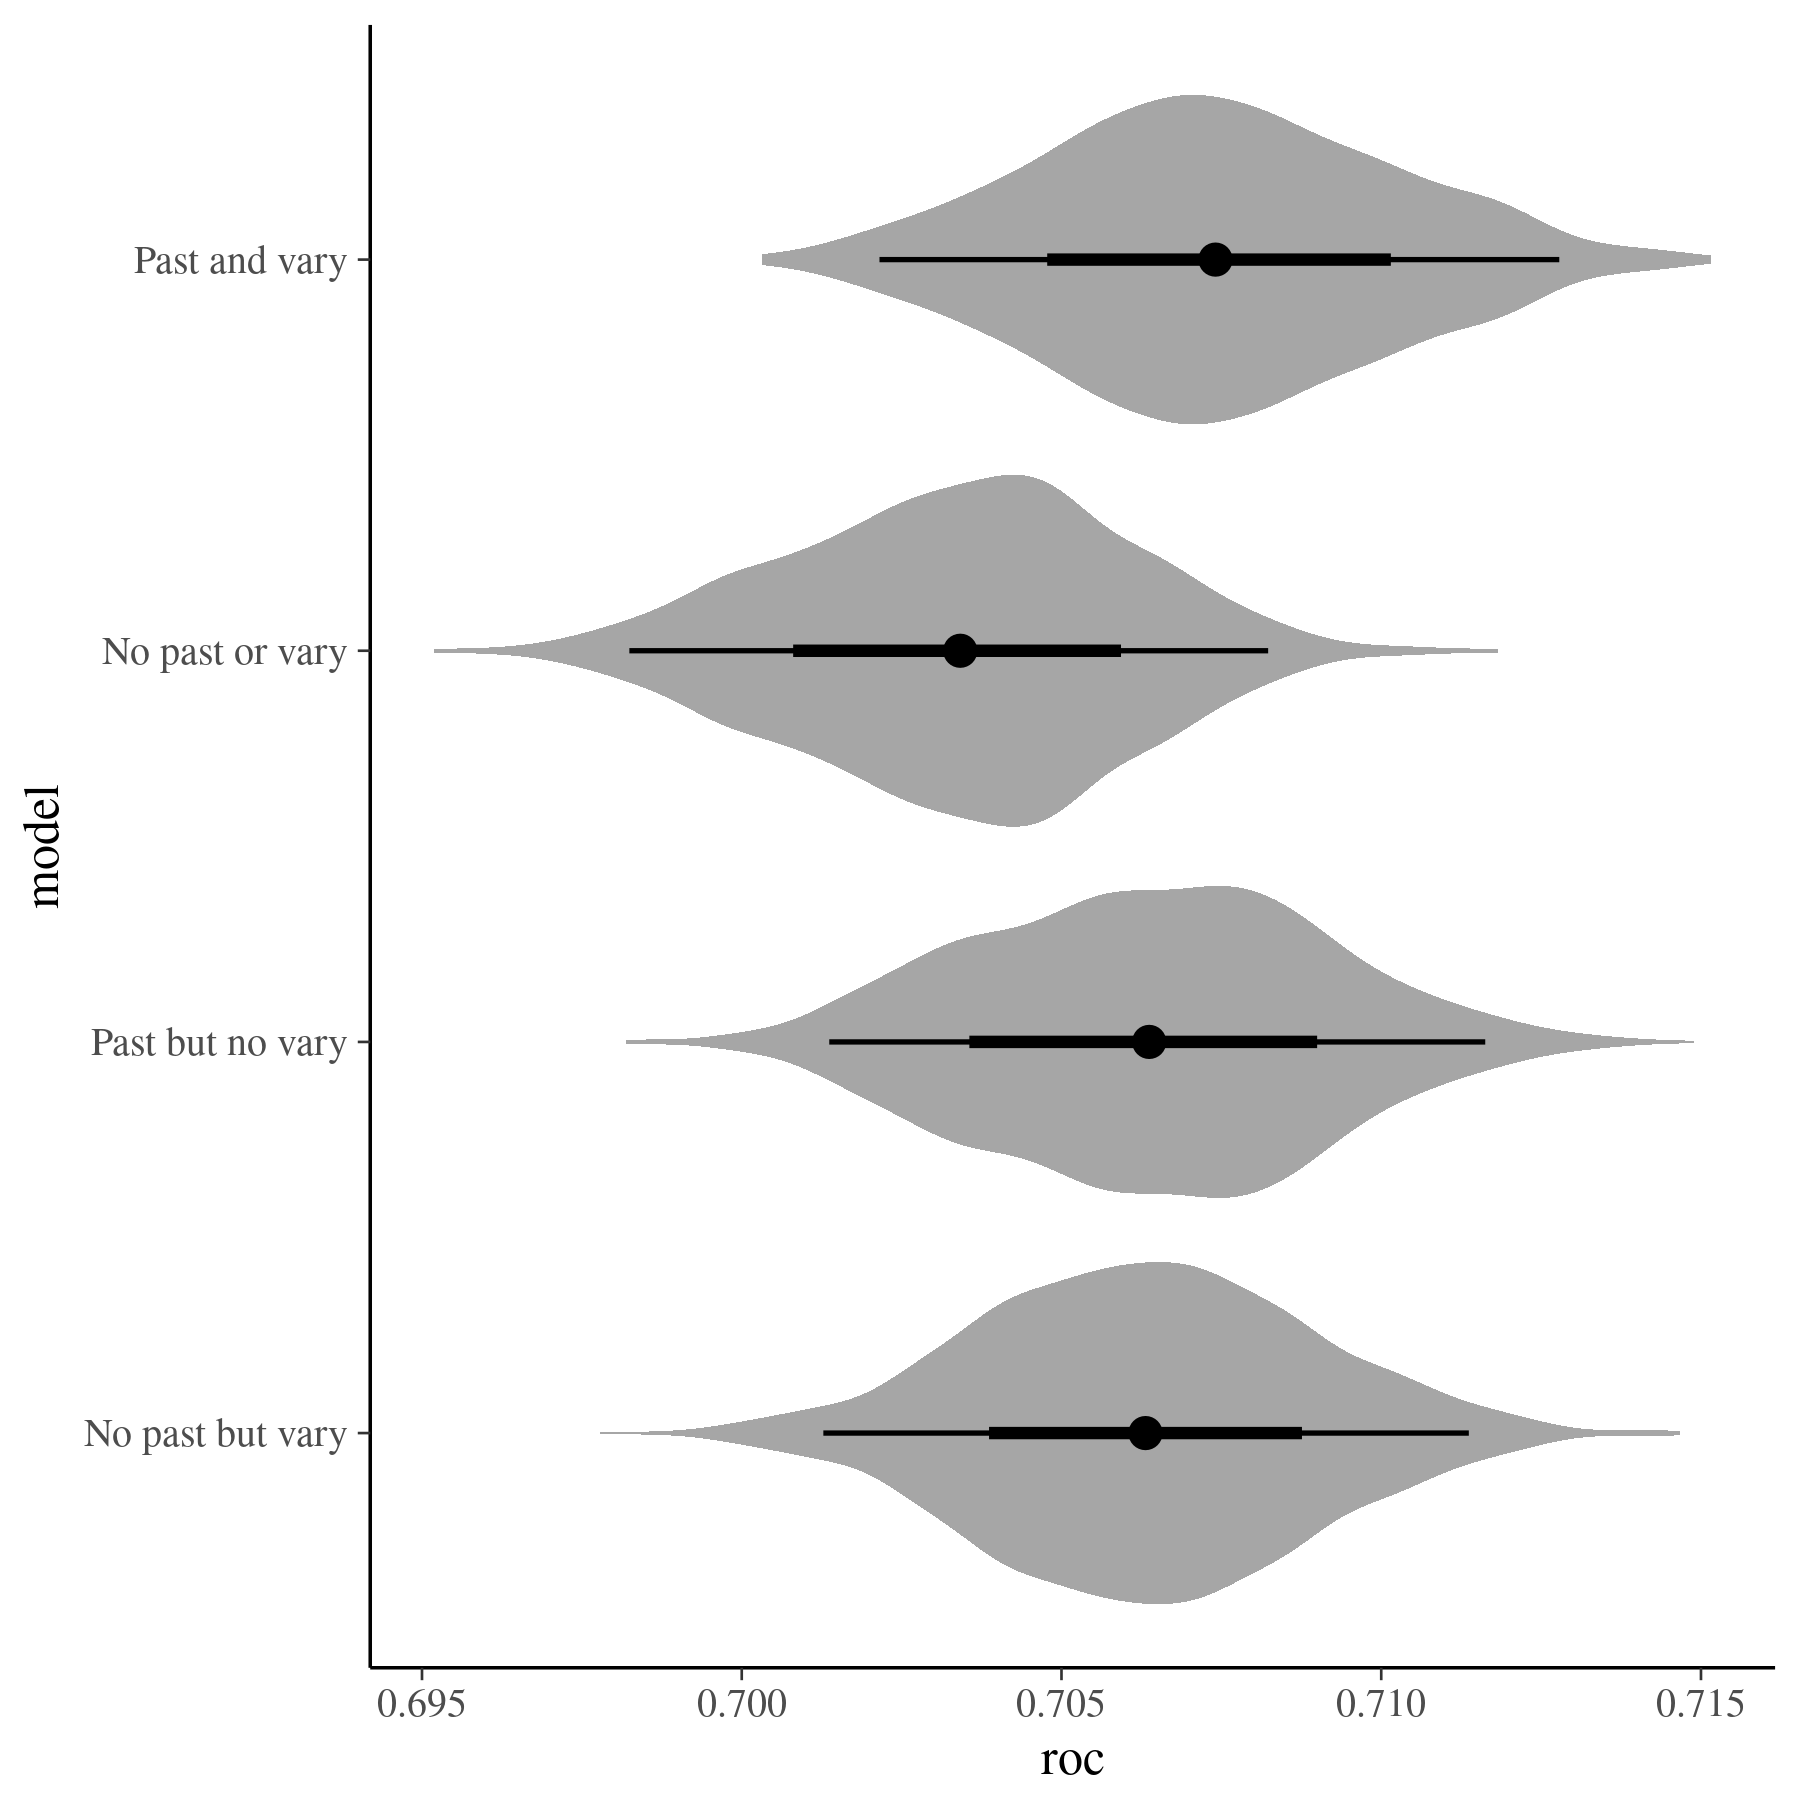 Past and vary
No past or vary
Past but no vary
No past but vary
model
0.695 0.700 0.705 0.710 0.715
roc